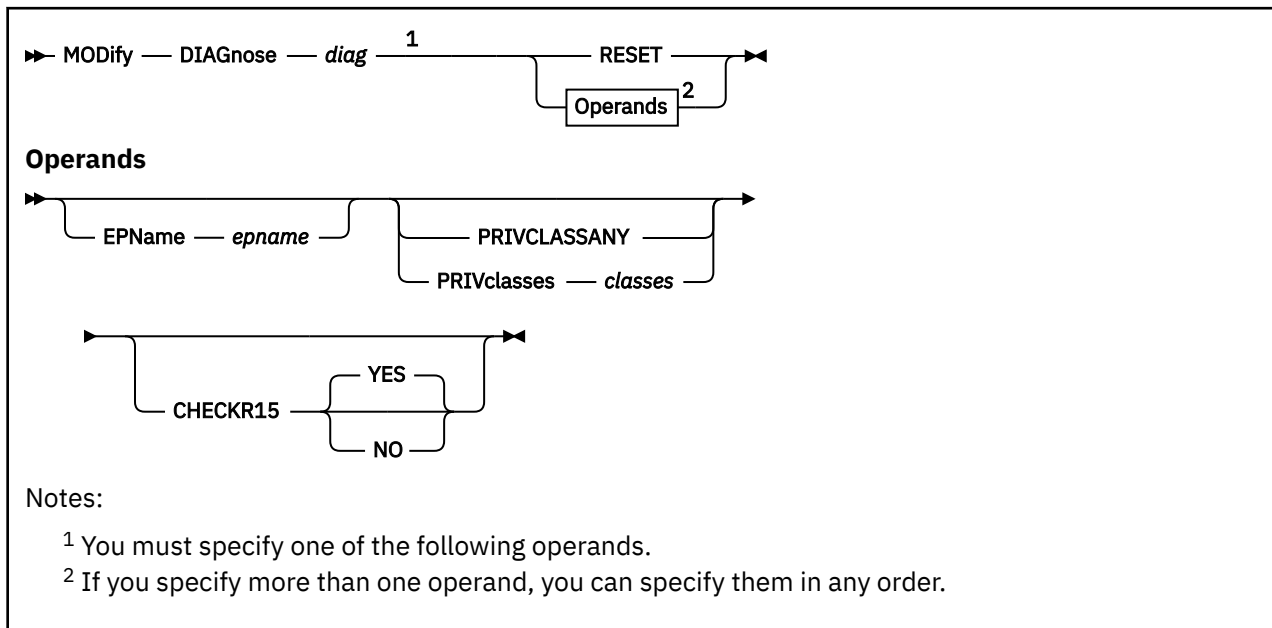 MODify DIAGnose diag 1 RESET
Operands 2
Operands
EPName epname PRIVCLASSANY
PRIVclasses classes
YES
CHECKR15
NO
Notes:
1 You must specify one of the following operands.
2 If you specify more than one operand, you can specify them in any order.